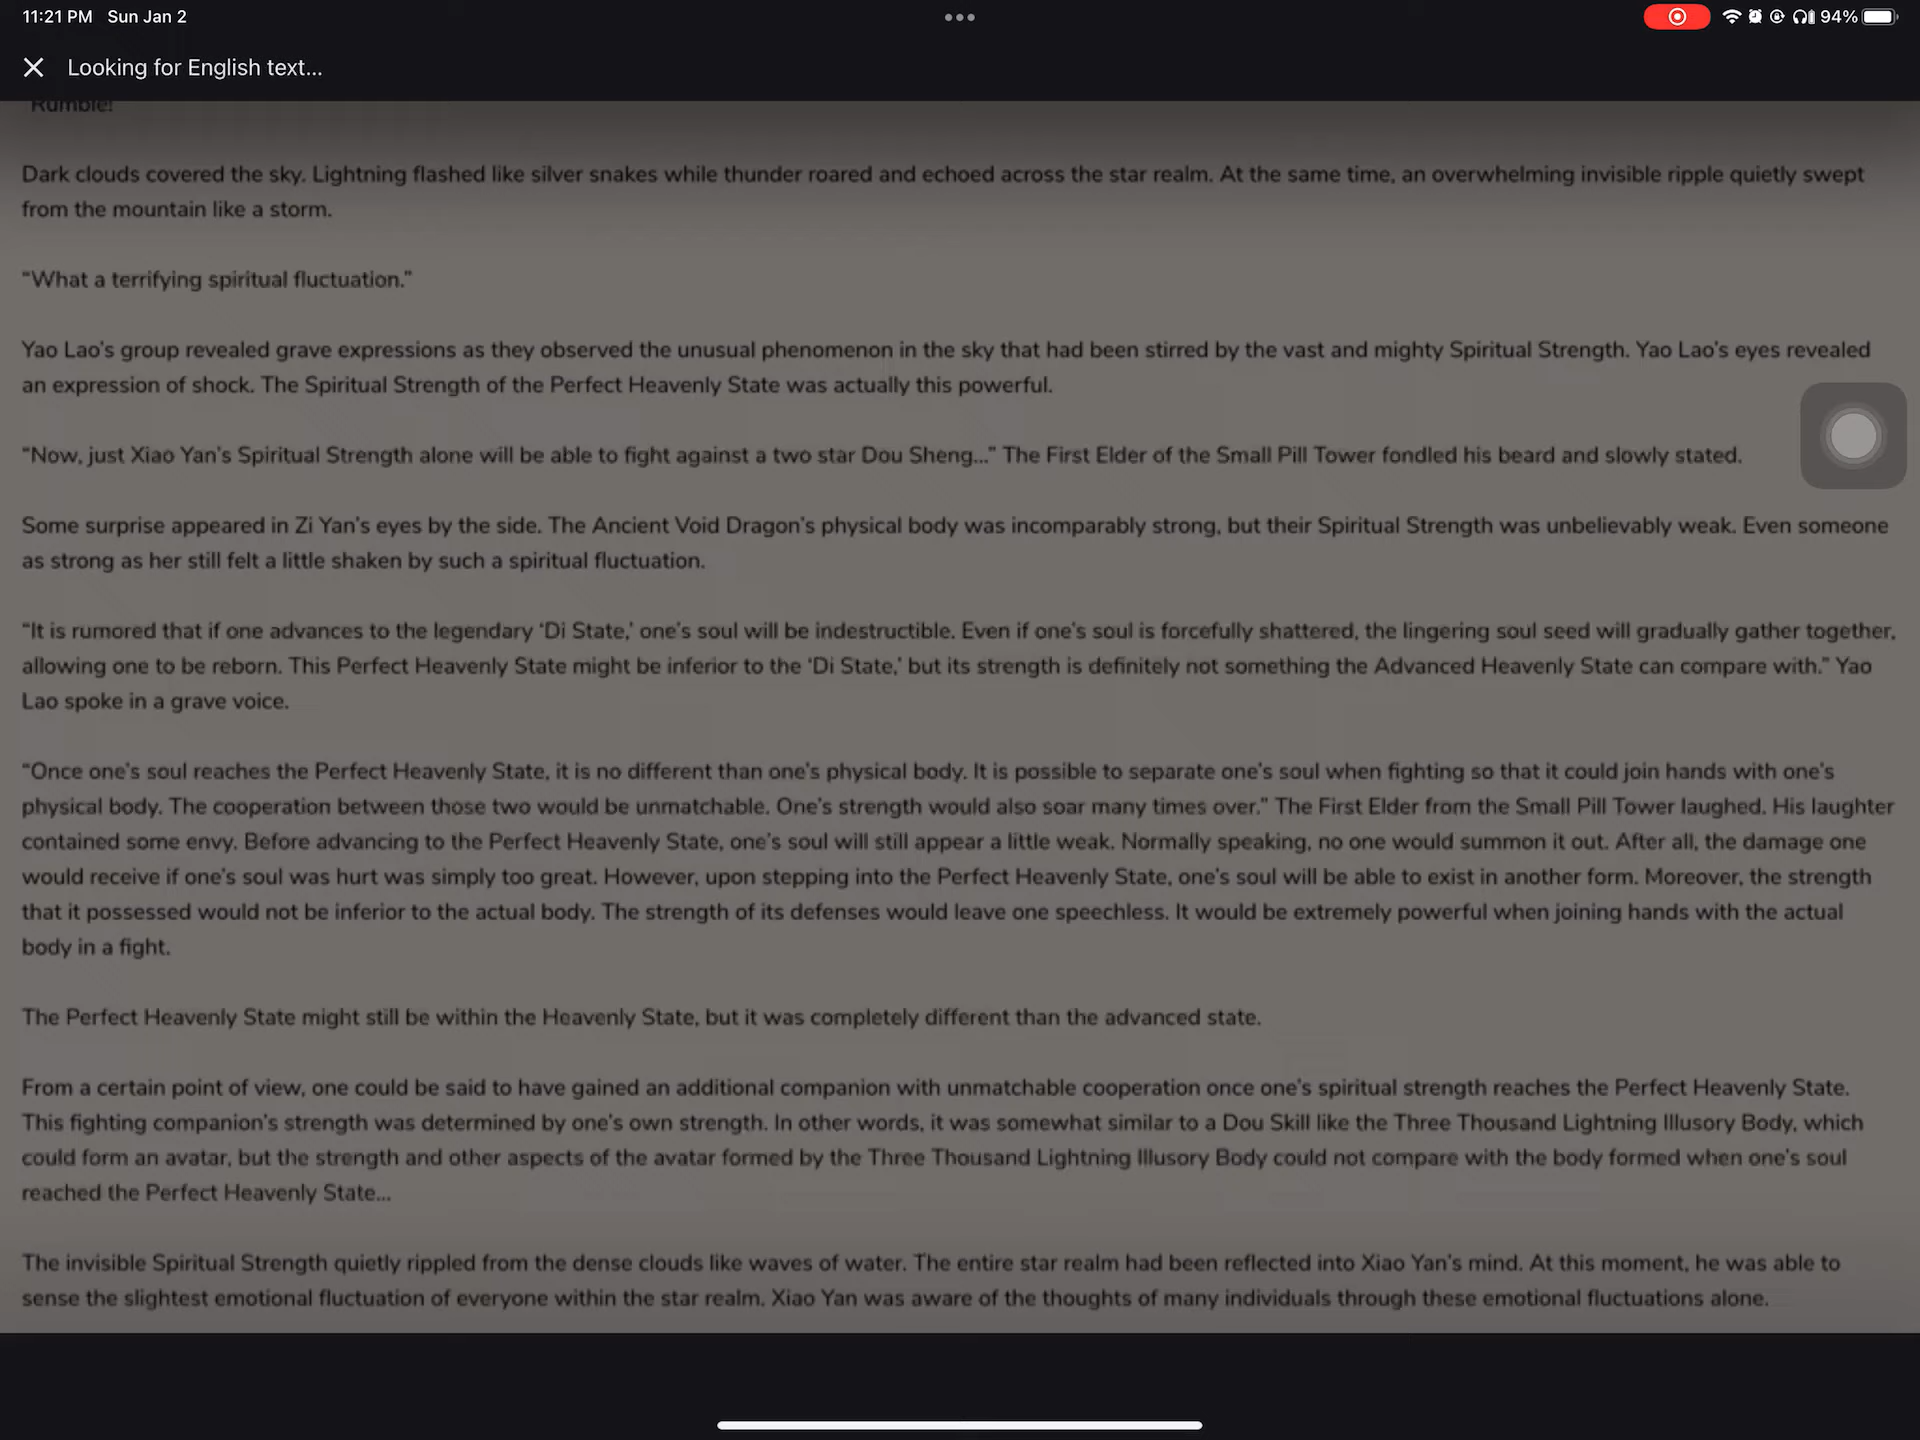 11:21 PM Sun Jan 2
94%
Looking for English text...
Rumble!
Dark clouds covered the sky. Lightning flashed like silver snakes while thunder roared and echoed across the star realm. At the same time, an overwhelming invisible ripple quietly swept
from the mountain like a storm.
“What a terrifying spiritual fluctuation.”
Yao Lao’s group revealed grave expressions as they observed the unusual phenomenon in the sky that had been stirred by the vast and mighty Spiritual Strength. Yao Lao’s eyes revealed
an expression of shock. The Spiritual Strength of the Perfect Heavenly State was actually this powerful.
“Now, just Xiao Yan’s Spiritual Strength alone will be able to fight against a two star Dou Sheng…” The First Elder of the Small Pill Tower fondled his beard and slowly stated.
Some surprise appeared in Zi Yan’s eyes by the side. The Ancient Void Dragon’s physical body was incomparably strong, but their Spiritual Strength was unbelievably weak. Even someone
as strong as her still felt a little shaken by such a spiritual fluctuation.
“It is rumored that if one advances to the legendary ‘Di State,’ one’s soul will be indestructible. Even if one’s soul is forcefully shattered, the lingering soul seed will gradually gather together,
allowing one to be reborn. This Perfect Heavenly State might be inferior to the ‘Di State,’ but its strength is definitely not something the Advanced Heavenly State can compare with.” Yao
Lao spoke in a grave voice.
“Once one’s soul reaches the Perfect Heavenly State, it is no different than one’s physical body. It is possible to separate one’s soul when fighting so that it could join hands with one’s
physical body. The cooperation between those two would be unmatchable. One’s strength would also soar many times over.” The First Elder from the Small Pill Tower laughed. His laughter
contained some envy. Before advancing to the Perfect Heavenly State, one’s soul will still appear a little weak. Normally speaking, no one would summon it out. After all, the damage one
would receive if one’s soul was hurt was simply too great. However, upon stepping into the Perfect Heavenly State, one’s soul will be able to exist in another form. Moreover, the strength
that it possessed would not be inferior to the actual body. The strength of its defenses would leave one speechless. It would be extremely powerful when joining hands with the actual
body in a fight.
The Perfect Heavenly State might still be within the Heavenly State, but it was completely different than the advanced state.
From a certain point of view, one could be said to have gained an additional companion with unmatchable cooperation once one’s spiritual strength reaches the Perfect Heavenly State.
This fighting companion’s strength was determined by one’s own strength. In other words, it was somewhat similar to a Dou Skill like the Three Thousand Lightning Illusory Body, which
could form an avatar, but the strength and other aspects of the avatar formed by the Three Thousand Lightning Illusory Body could not compare with the body formed when one’s soul
reached the Perfect Heavenly State…
The invisible Spiritual Strength quietly rippled from the dense clouds like waves of water. The entire star realm had been reflected into Xiao Yan’s mind. At this moment, he was able to
sense the slightest emotional fluctuation of everyone within the star realm. Xiao Yan was aware of the thoughts of many individuals through these emotional fluctuations alone.